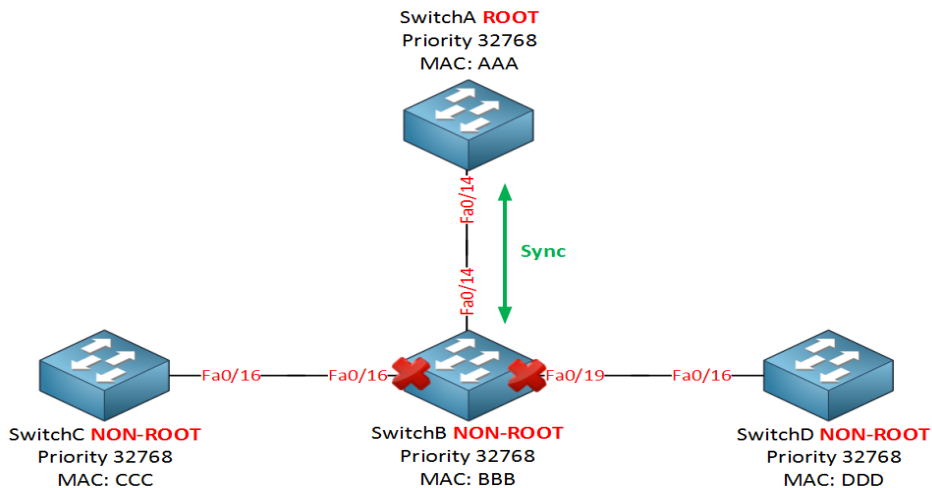 SwitchA ROOT
Priority 32768
MAC: AAA
Fa0/14
Sync
Fa0/14
Fa0/16
Fa0/16
Fa0/19
Fa0/16
SwitchC NON-ROOT
Priority 32768
MAC: CCC
SwitchB NON-ROOT
Priority 32768
MAC: BBB
SwitchD NON-ROOT
Priority 32768
MAC: DDD